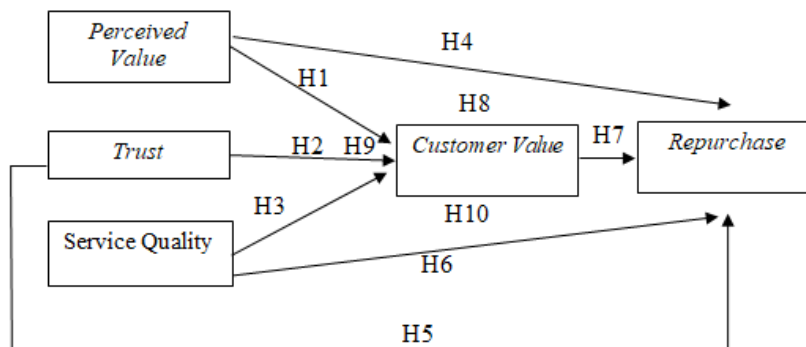 Perceived
Value
H4
H1
H8
Trust
H2
H9
Customer Value
H7
Repurchase
H3
H10
Service Quality
H6
H5